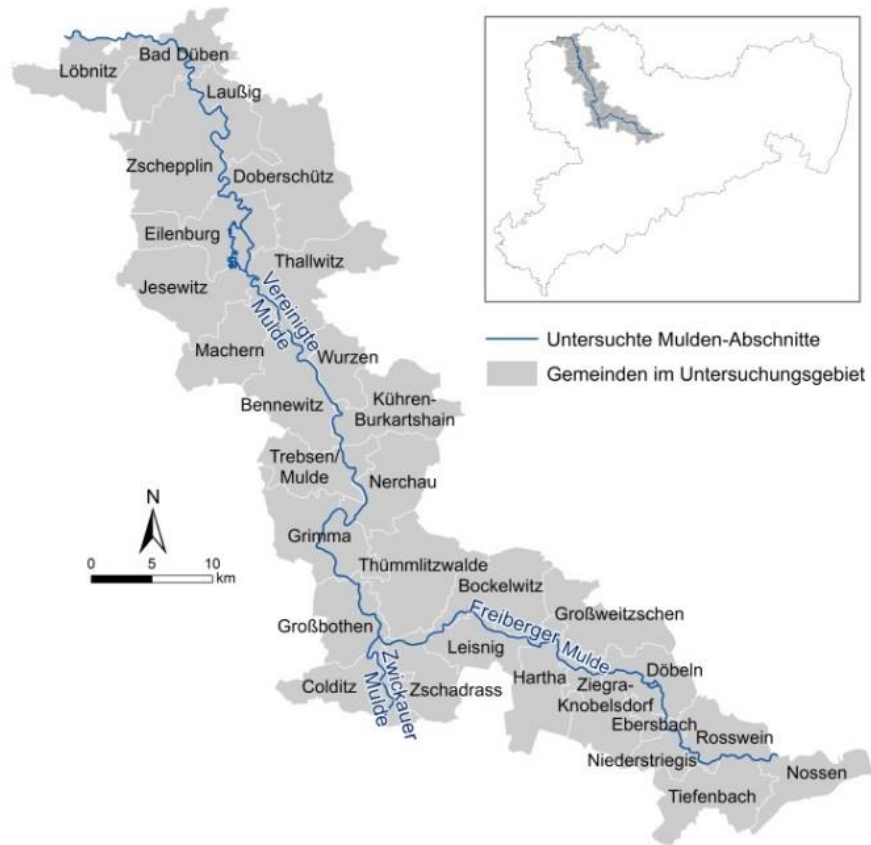 Bad Düben
Löbnitz
Laußig
Zschepplin
Doberschütz
Eilenburg
Thallwitz
Jesewitz
Vereinigte
Mulde
Machern
Wurzen
Bennewitz
Kühren-
Burkartshain
Trebsen/
Mulde
Nerchau
Grimma
Thümmlitzwalde
Bockelwitz
Großweitzschen
Großbothen
Freiberger Mulde
Leisnig
Zwickauer
Mulde
Colditz
Zschadrass
Hartha
Döbeln
Ziegra-
Knobelsdorf
Ebersbach
Rosswein
Niederstriegis
Nossen
Tiefenbach
Untersuchte Mulden-Abschnitte
Gemeinden im Untersuchungsgebiet
N
0 5 10
km